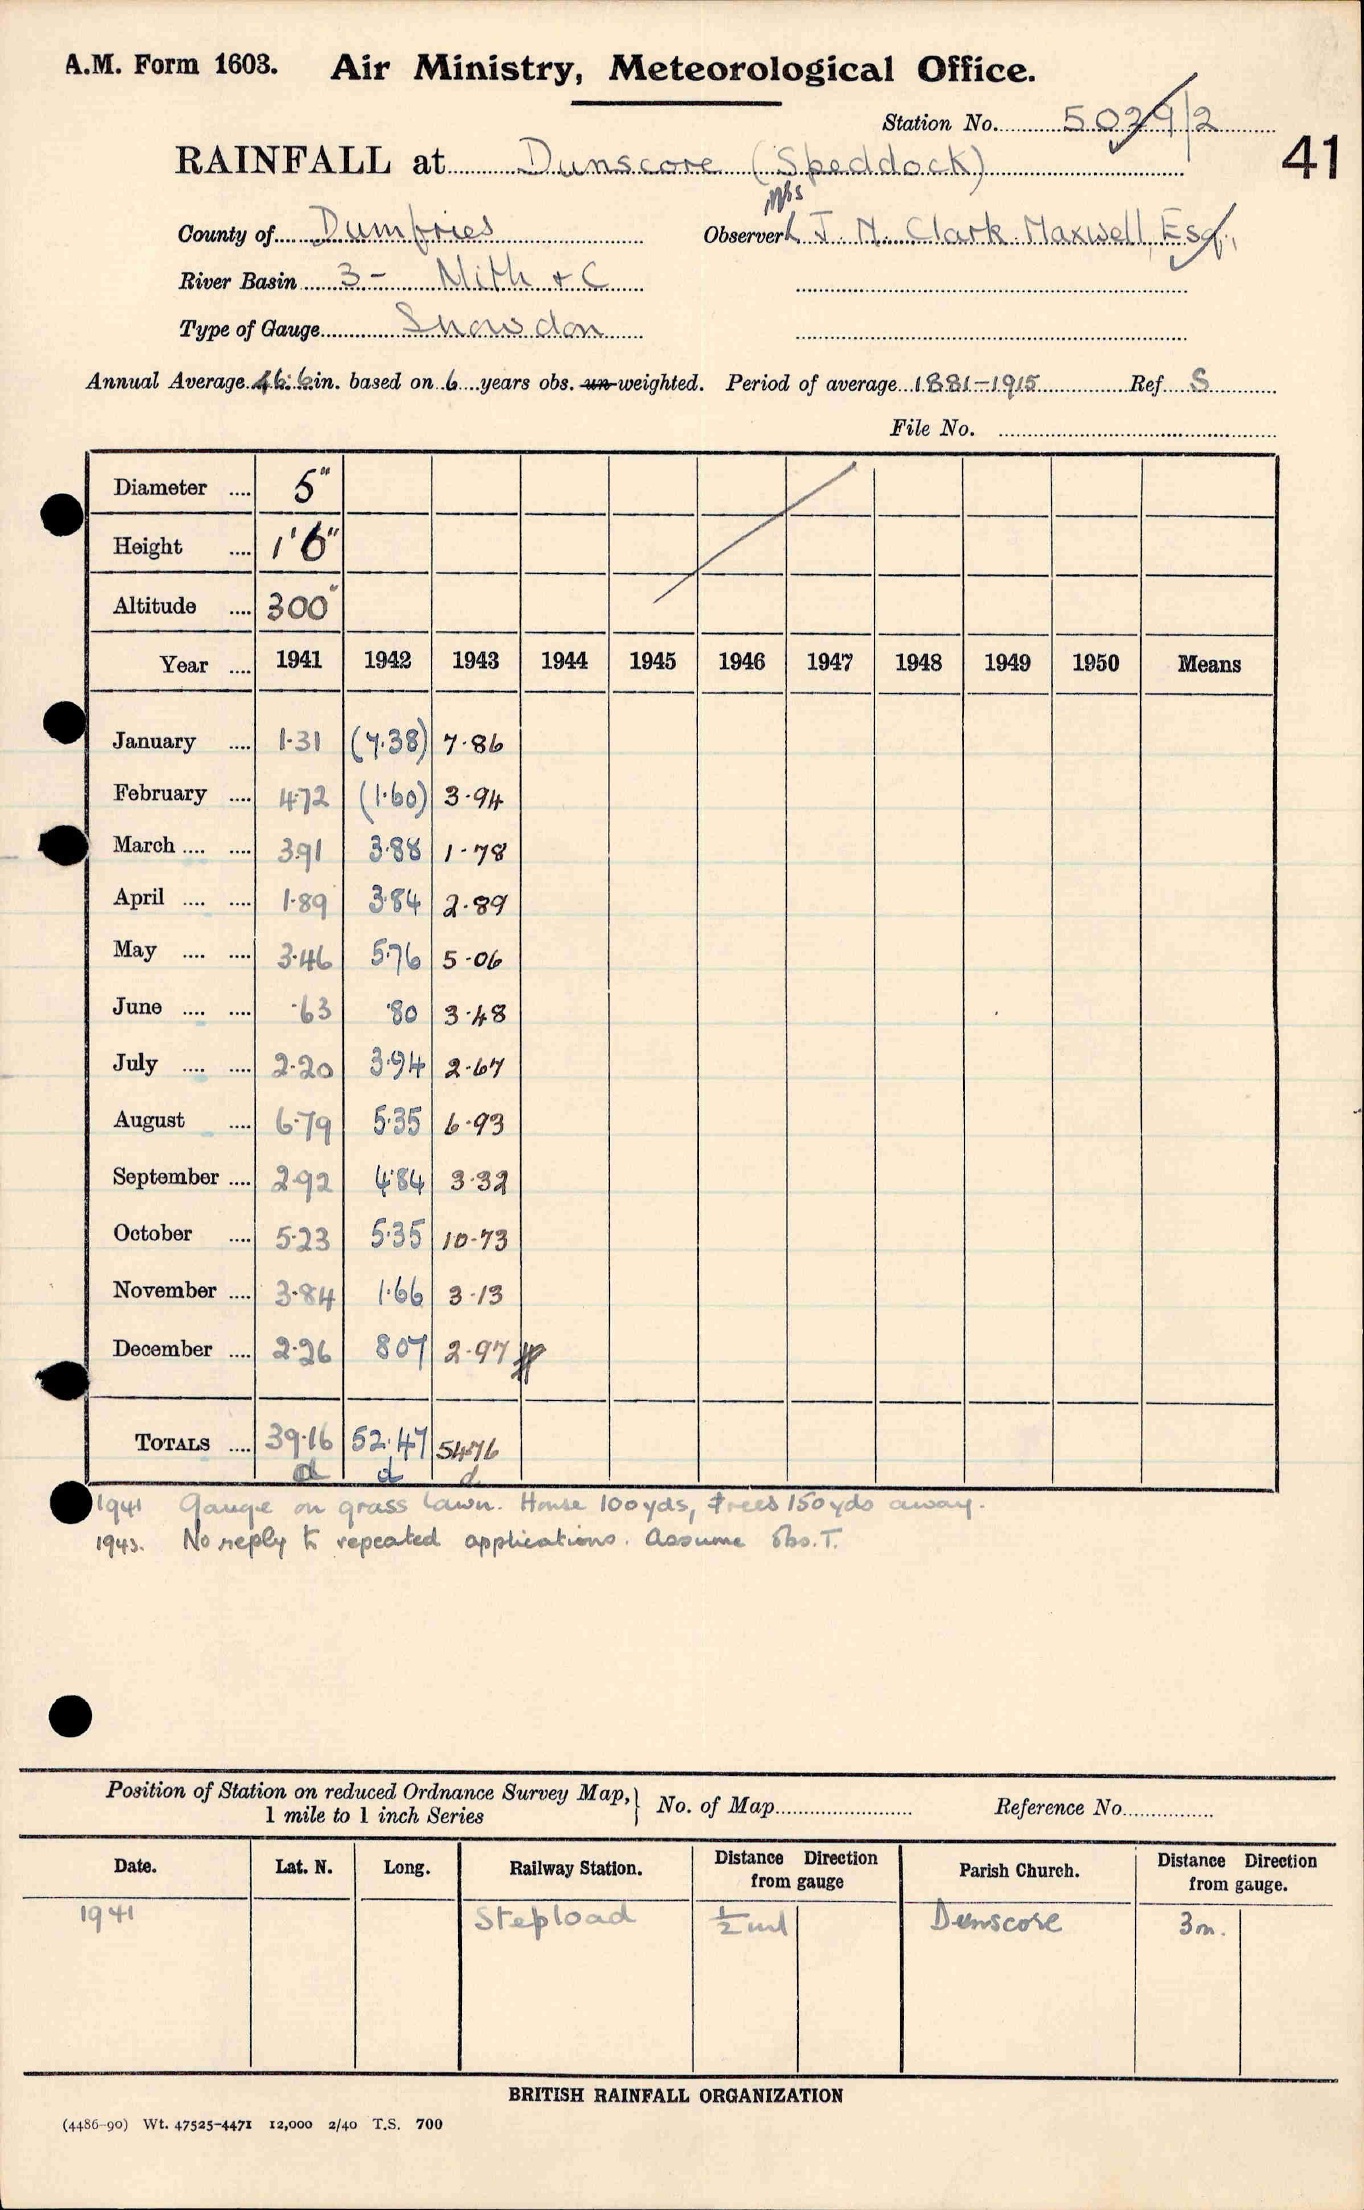 A.M. Form 1603. Air Ministry, Meteorological Office.
Station No. 5029/2
41
RAINFALL at Dunscore (Speddock)
Mrs
County of Dumfries Observer J. N. Clark Maxwell, Esq.,
River Basin 3- Nith + C
Type of Gauge Snowdon
Annual Average 46.6 in. based on 6 years obs. un-weighted. Period of average 1881-1915 Ref S
File No.
Diameter .... 5"
Height .... 1'6"
Altitude .... 300"
Year .... 1941 1942 1943 1944 1945 1946 1947 1948 1949 1950 Means
January .... 1.31 (7.38) 7.86
February .... 4.72 (1.60) 3.94
March .... .... 3.91 3.88 1.78
April .... .... 1.89 3.84 2.89
May .... .... 3.46 5.76 5.06
June .... .... .63 .80 3.48
July .... .... 2.20 3.94 2.67
August .... 6.79 5.35 6.93
September .... 2.92 4.84 3.32
October .... 5.23 5.35 10.73
November .... 3.84 1.66 3.13
December .... 2.26 8.07 2.97
TOTALS .... 39.16 52.47 54.76
d d d
1941 Gauge on grass lawn. House 100yds, Trees 150yds away.
1943. No reply to repeated applications. Assume obs. T.
Position of Station on reduced Ordnance Survey Map, } No. of Map Reference No.
1 mile to 1 inch Series
Date. Lat. N. Long. Railway Station. Distance Direction from gauge Parish Church. Distance Direction from gauge.
1941 Stepload ½ ml Dunscore 3m.
BRITISH RAINFALL ORGANIZATION
(4486-90) Wt. 47525-4471 12,000 2/40 T.S. 700